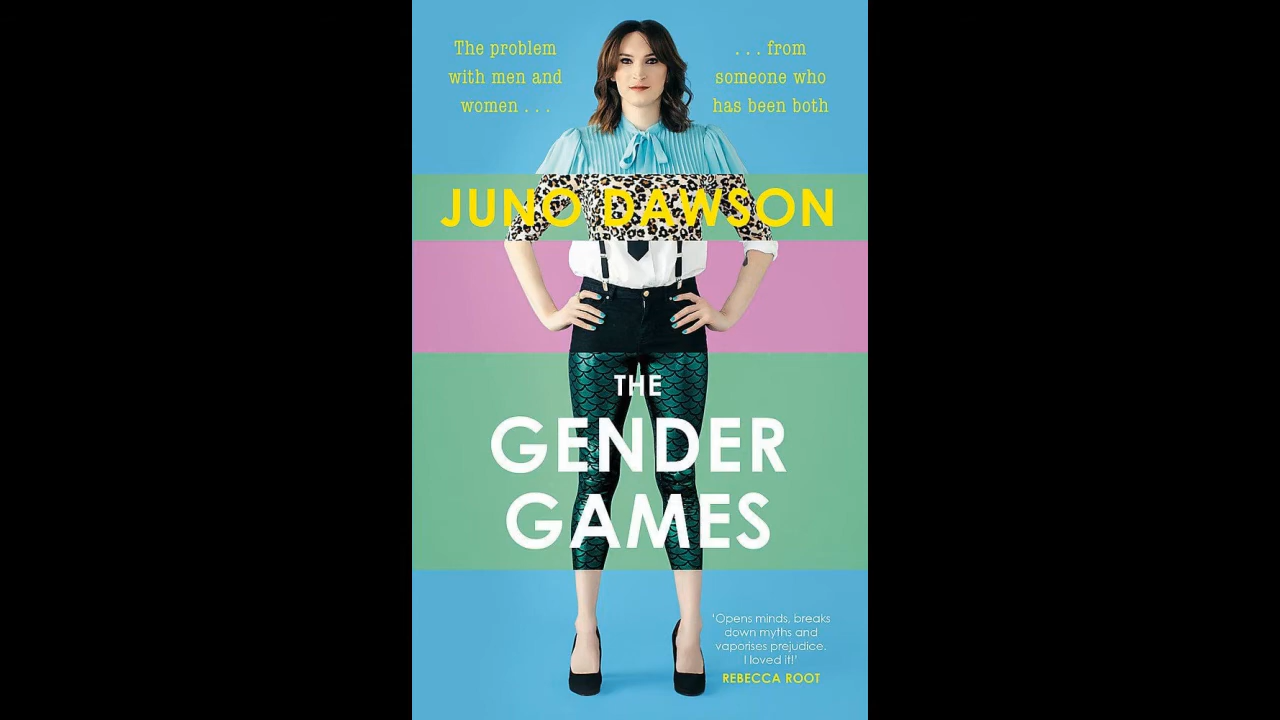 The problem
with men and
women . . .
. . . from
someone who
has been both
JUNO DAWSON
THE
GENDER
GAMES
'Opens minds, breaks
down myths and
vaporises prejudice.
I loved it!'
REBECCA ROOT